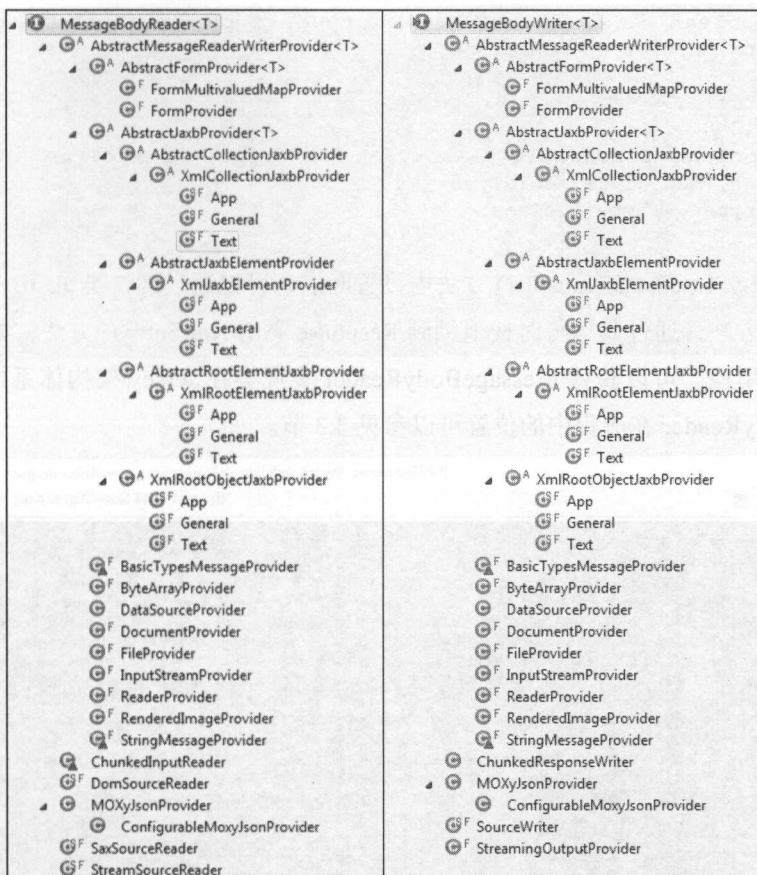 MessageBodyReader<T>
A AbstractMessageReaderWriterProvider<T>
A AbstractFormProvider<T>
F FormMultivaluedMapProvider
F FormProvider
A AbstractJaxbProvider<T>
A AbstractCollectionJaxbProvider
A XmlCollectionJaxbProvider
S F App
S F General
S F Text
A AbstractJaxbElementProvider
A XmlJaxbElementProvider
S F App
S F General
S F Text
A AbstractRootElementJaxbProvider
A XmlRootElementJaxbProvider
S F App
S F General
S F Text
A XmlRootObjectJaxbProvider
S F App
S F General
S F Text
F BasicTypesMessageProvider
F ByteArrayProvider
DataSourceProvider
F DocumentProvider
F FileProvider
F InputStreamProvider
F ReaderProvider
F RenderedImageProvider
F StringMessageProvider
ChunkedInputReader
S F DomSourceReader
MOXyJsonProvider
ConfigurableMoxyJsonProvider
S F SaxSourceReader
S F StreamSourceReader
MessageBodyWriter<T>
A AbstractMessageReaderWriterProvider<T>
A AbstractFormProvider<T>
F FormMultivaluedMapProvider
F FormProvider
A AbstractJaxbProvider<T>
A AbstractCollectionJaxbProvider
A XmlCollectionJaxbProvider
S F App
S F General
S F Text
A AbstractJaxbElementProvider
A XmlJaxbElementProvider
S F App
S F General
S F Text
A AbstractRootElementJaxbProvider
A XmlRootElementJaxbProvider
S F App
S F General
S F Text
A XmlRootObjectJaxbProvider
S F App
S F General
S F Text
F BasicTypesMessageProvider
F ByteArrayProvider
DataSourceProvider
F DocumentProvider
F FileProvider
F InputStreamProvider
F ReaderProvider
F RenderedImageProvider
F StringMessageProvider
ChunkedResponseWriter
MOXyJsonProvider
ConfigurableMoxyJsonProvider
S F SourceWriter
F StreamingOutputProvider